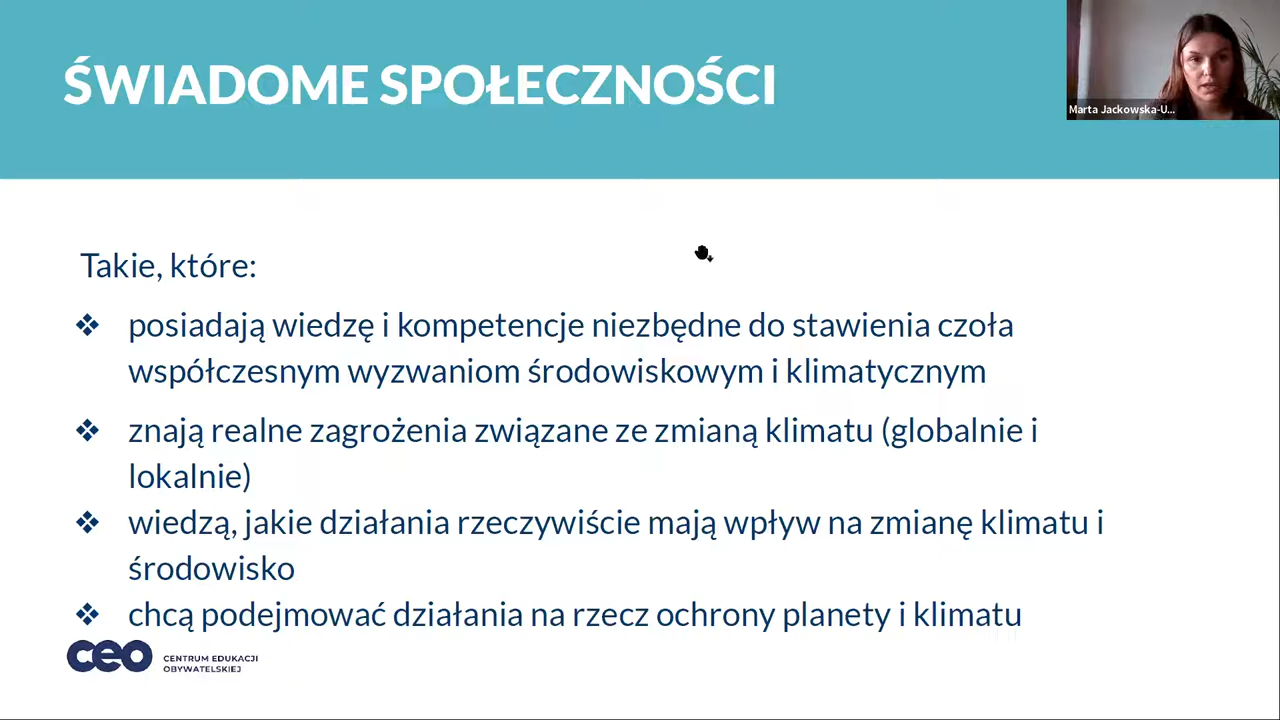 ŚWIADOME SPOŁECZNOŚCI
Marta Jackowska-U...
Takie, które:
❖ posiadają wiedzę i kompetencje niezbędne do stawienia czoła
współczesnym wyzwaniom środowiskowym i klimatycznym
❖ znają realne zagrożenia związane ze zmianą klimatu (globalnie i
lokalnie)
❖ wiedzą, jakie działania rzeczywiście mają wpływ na zmianę klimatu i
środowisko
❖ chcą podejmować działania na rzecz ochrony planety i klimatu
ceo
CENTRUM EDUKACJI
OBYWATELSKIEJ